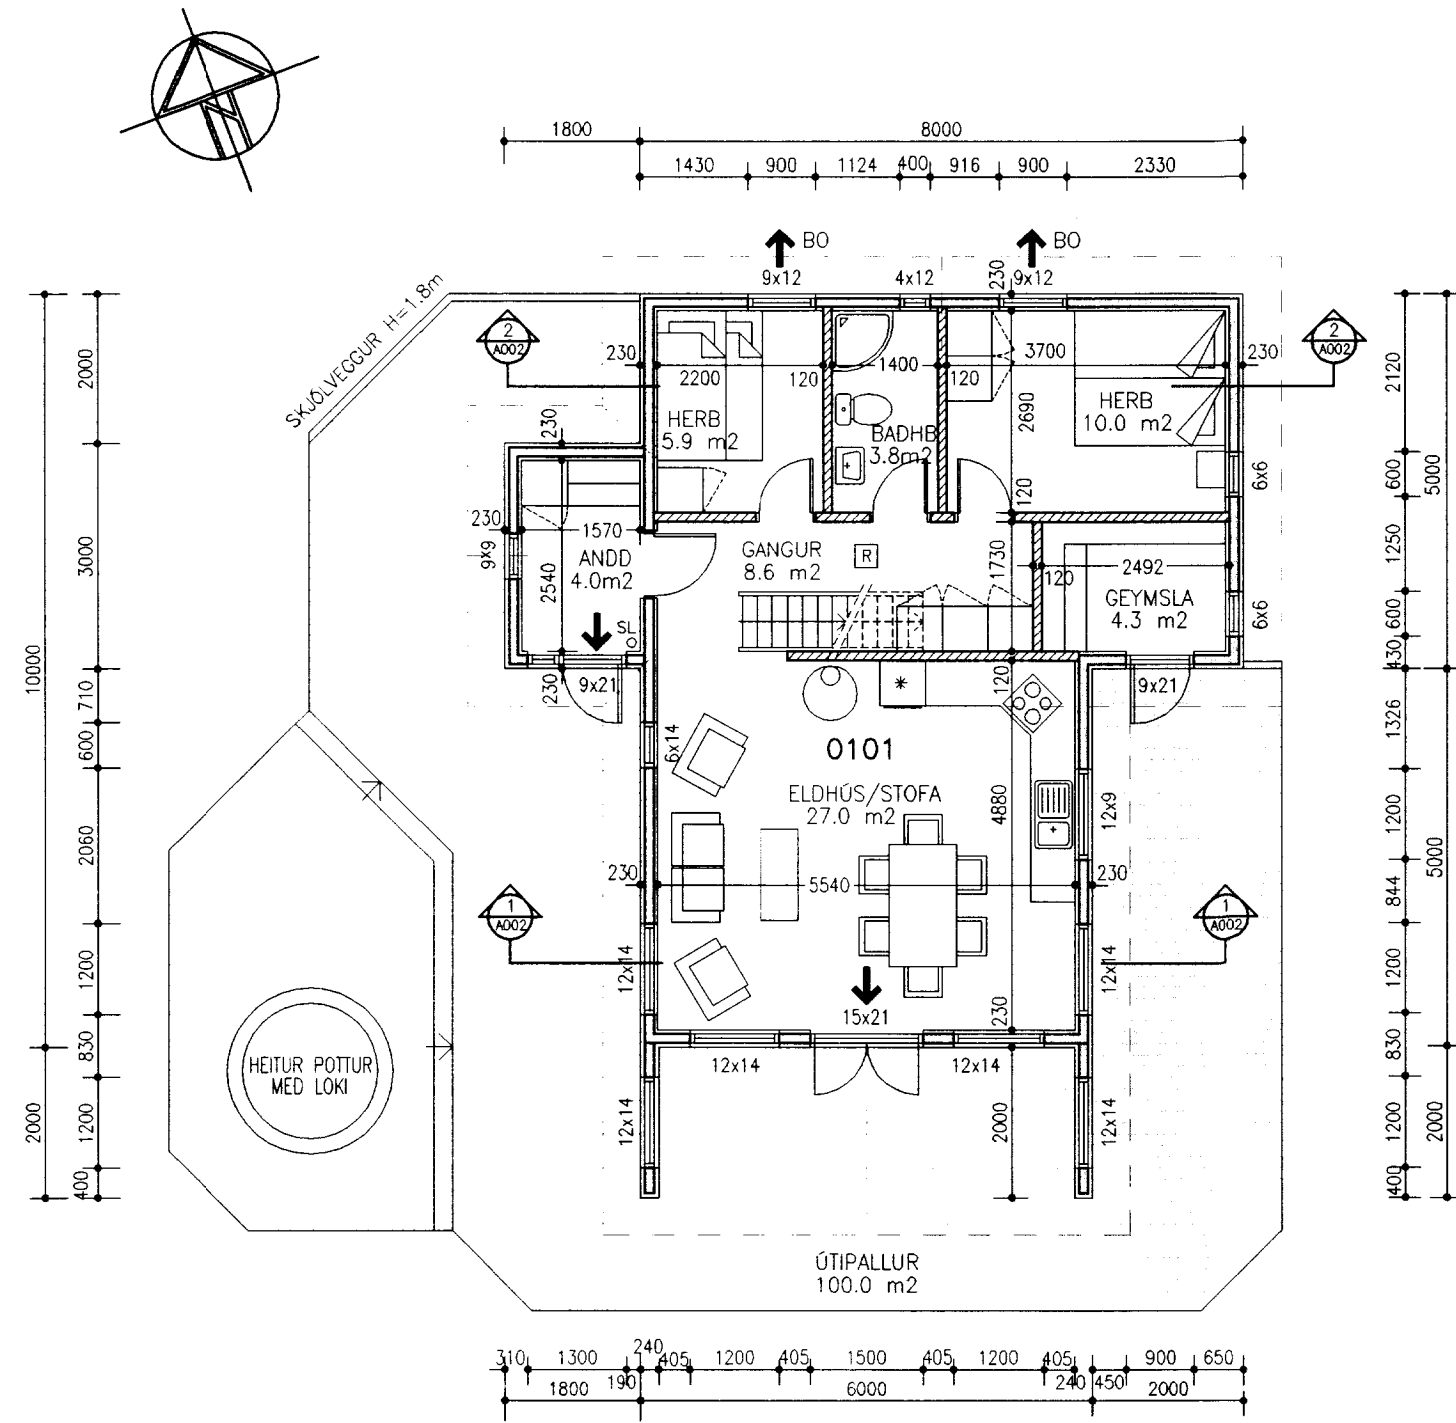 1800
8000
1430
900
1124
400
916
900
2330
BO
BO
9x12
4x12
230
9x12
SKJÓLVEGGUR H=1.8m
2
A002
2
A002
230
2200
120
1400
120
3700
230
HERB
5.9 m2
BADHB
3.8m2
2690
HERB
10.0 m2
230
120
6x6
230
1570
9x9
ANDD
4.0m2
2540
GANGUR
8.6 m2
R
1730
120
2492
GEYMSLA
4.3 m2
6x6
SL
230
9x21
120
9x21
6x14
0101
ELDHÚS/STOFA
27.0 m2
4880
12x9
230
5540
230
1
A002
1
A002
12x14
12x14
15x21
230
12x14
12x14
HEITUR POTTUR
MED LOKI
12x14
2000
12x14
ÚTIPALLUR
100.0 m2
10000
2000
2000
3000
710
600
2060
1200
830
1200
400
2120
600
1250
600
430
1326
1200
844
1200
830
1200
400
5000
5000
2000
310
1300
190
240
405
1200
405
1500
405
1200
405
240
450
900
650
1800
6000
2000